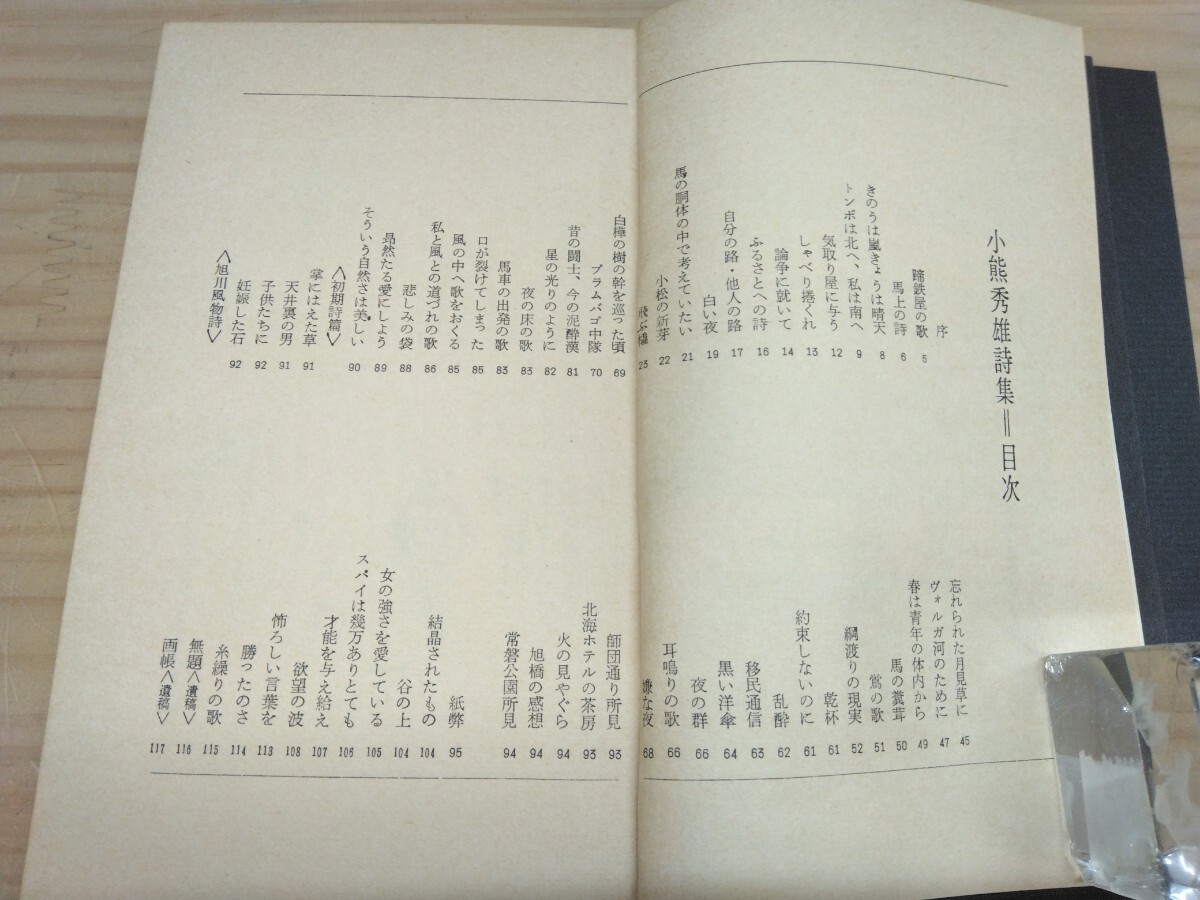 小熊秀雄詩集＝目次
序
蹄鉄屋の歌 5
馬上の詩 6
きのうは嵐きょうは晴天 8
トンボは北へ、私は南へ 9
気取り屋に与う 12
しゃべり捲くれ 13
論争に就いて 14
ふるさとへの詩 16
自分の路・他人の路 17
白い夜 19
馬の胴体の中で考えていたい 21
小松の新芽 22
飛ぶ橇 23
忘れられた月見草に 45
ヴォルガ河のために 47
春は青年の体内から 49
馬の糞茸 50
鶯の歌 51
綱渡りの現実 52
乾杯 61
約束しないのに 61
乱酔 62
移民通信 63
黒い洋傘 64
夜の群 66
耳鳴りの歌 66
嫌な夜 68
白樺の樹の幹を巡った頃 69
プラムバゴ中隊 70
昔の闘士、今の泥酔漢 81
星の光りのように 82
夜の床の歌 83
馬車の出発の歌 83
口が裂けてしまった 85
風の中へ歌をおくる 85
私と風との道づれの歌 86
悲しみの袋 88
昂然たる愛にしよう 89
そういう自然さは美しい 90
〈初期詩篇〉
掌にはえた草 91
天井裏の男 91
子供たちに 92
妊娠した石 92
〈旭川風物詩〉
師団通り所見 93
北海ホテルの茶房 93
火の見やぐら 94
旭橋の感想 94
常磐公園所見 94
紙弊 95
結晶されたもの 104
谷の上 104
女の強さを愛している 105
スパイは幾万ありとても 106
才能を与え給え 107
欲望の波 108
怖ろしい言葉を 113
勝ったのさ 114
糸繰りの歌 115
無題〈遺稿〉 116
画帳〈遺稿〉 117